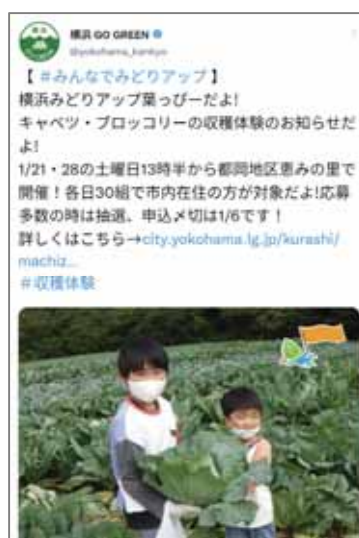 横浜 GO GREEN
@yokohama_kankyo
【 #みんなでみどりアップ 】
横浜みどりアップ葉っぴーだよ!
キャベツ・ブロッコリーの収穫体験のお知らせだ
よ!
1/21・28の土曜日13時半から都岡地区恵みの里で
開催！各日30組で市内在住の方が対象だよ!応募
多数の時は抽選、申込〆切は1/6です！
詳しくはこちら→city.yokohama.lg.jp/kurashi/
machiz...
#収穫体験